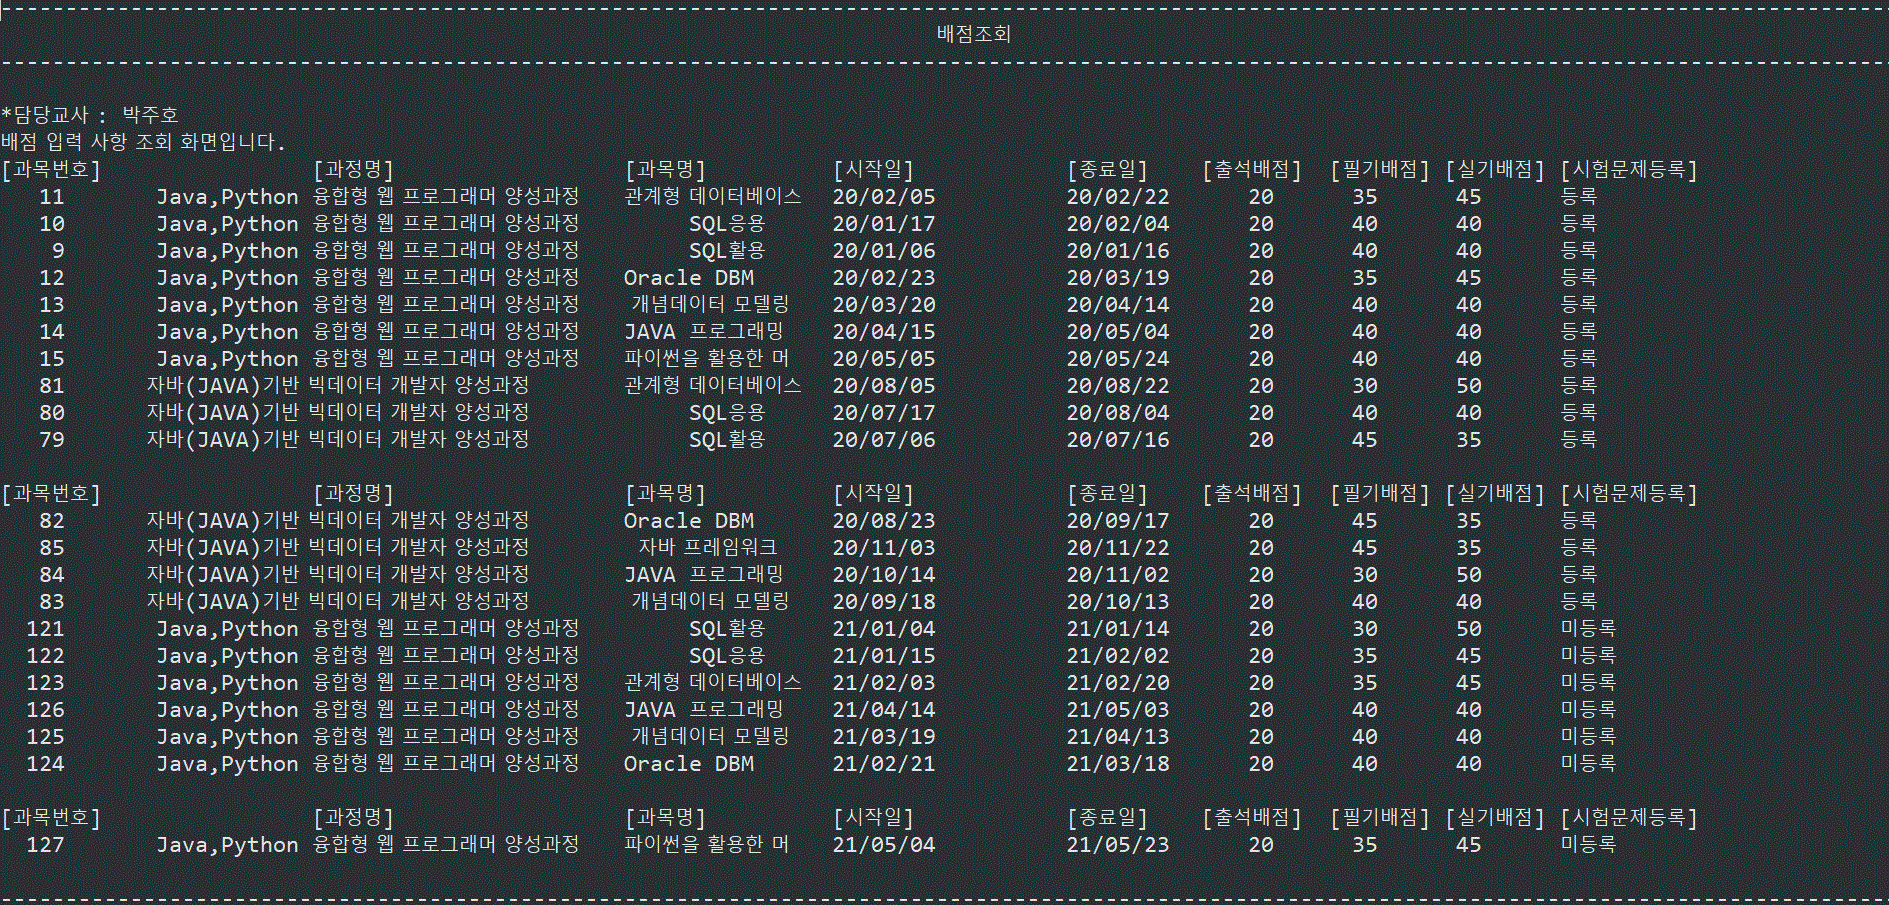 --------------------------------------------------------------------------------------------------------------------------------------------------
배점조회
--------------------------------------------------------------------------------------------------------------------------------------------------
*담당교사 : 박주호
배점 입력 사항 조회 화면입니다.
[과목번호] [과정명] [과목명] [시작일] [종료일] [출석배점] [필기배점] [실기배점] [시험문제등록]
11 Java,Python 융합형 웹 프로그래머 양성과정 관계형 데이터베이스 20/02/05 20/02/22 20 35 45 등록
10 Java,Python 융합형 웹 프로그래머 양성과정 SQL응용 20/01/17 20/02/04 20 40 40 등록
9 Java,Python 융합형 웹 프로그래머 양성과정 SQL활용 20/01/06 20/01/16 20 40 40 등록
12 Java,Python 융합형 웹 프로그래머 양성과정 Oracle DBM 20/02/23 20/03/19 20 35 45 등록
13 Java,Python 융합형 웹 프로그래머 양성과정 개념데이터 모델링 20/03/20 20/04/14 20 40 40 등록
14 Java,Python 융합형 웹 프로그래머 양성과정 JAVA 프로그래밍 20/04/15 20/05/04 20 40 40 등록
15 Java,Python 융합형 웹 프로그래머 양성과정 파이썬을 활용한 머 20/05/05 20/05/24 20 40 40 등록
81 자바(JAVA)기반 빅데이터 개발자 양성과정 관계형 데이터베이스 20/08/05 20/08/22 20 30 50 등록
80 자바(JAVA)기반 빅데이터 개발자 양성과정 SQL응용 20/07/17 20/08/04 20 40 40 등록
79 자바(JAVA)기반 빅데이터 개발자 양성과정 SQL활용 20/07/06 20/07/16 20 45 35 등록
[과목번호] [과정명] [과목명] [시작일] [종료일] [출석배점] [필기배점] [실기배점] [시험문제등록]
82 자바(JAVA)기반 빅데이터 개발자 양성과정 Oracle DBM 20/08/23 20/09/17 20 45 35 등록
85 자바(JAVA)기반 빅데이터 개발자 양성과정 자바 프레임워크 20/11/03 20/11/22 20 45 35 등록
84 자바(JAVA)기반 빅데이터 개발자 양성과정 JAVA 프로그래밍 20/10/14 20/11/02 20 30 50 등록
83 자바(JAVA)기반 빅데이터 개발자 양성과정 개념데이터 모델링 20/09/18 20/10/13 20 40 40 등록
121 Java,Python 융합형 웹 프로그래머 양성과정 SQL활용 21/01/04 21/01/14 20 30 50 미등록
122 Java,Python 융합형 웹 프로그래머 양성과정 SQL응용 21/01/15 21/02/02 20 35 45 미등록
123 Java,Python 융합형 웹 프로그래머 양성과정 관계형 데이터베이스 21/02/03 21/02/20 20 35 45 미등록
126 Java,Python 융합형 웹 프로그래머 양성과정 JAVA 프로그래밍 21/04/14 21/05/03 20 40 40 미등록
125 Java,Python 융합형 웹 프로그래머 양성과정 개념데이터 모델링 21/03/19 21/04/13 20 40 40 미등록
124 Java,Python 융합형 웹 프로그래머 양성과정 Oracle DBM 21/02/21 21/03/18 20 40 40 미등록
[과목번호] [과정명] [과목명] [시작일] [종료일] [출석배점] [필기배점] [실기배점] [시험문제등록]
127 Java,Python 융합형 웹 프로그래머 양성과정 파이썬을 활용한 머 21/05/04 21/05/23 20 35 45 미등록
--------------------------------------------------------------------------------------------------------------------------------------------------